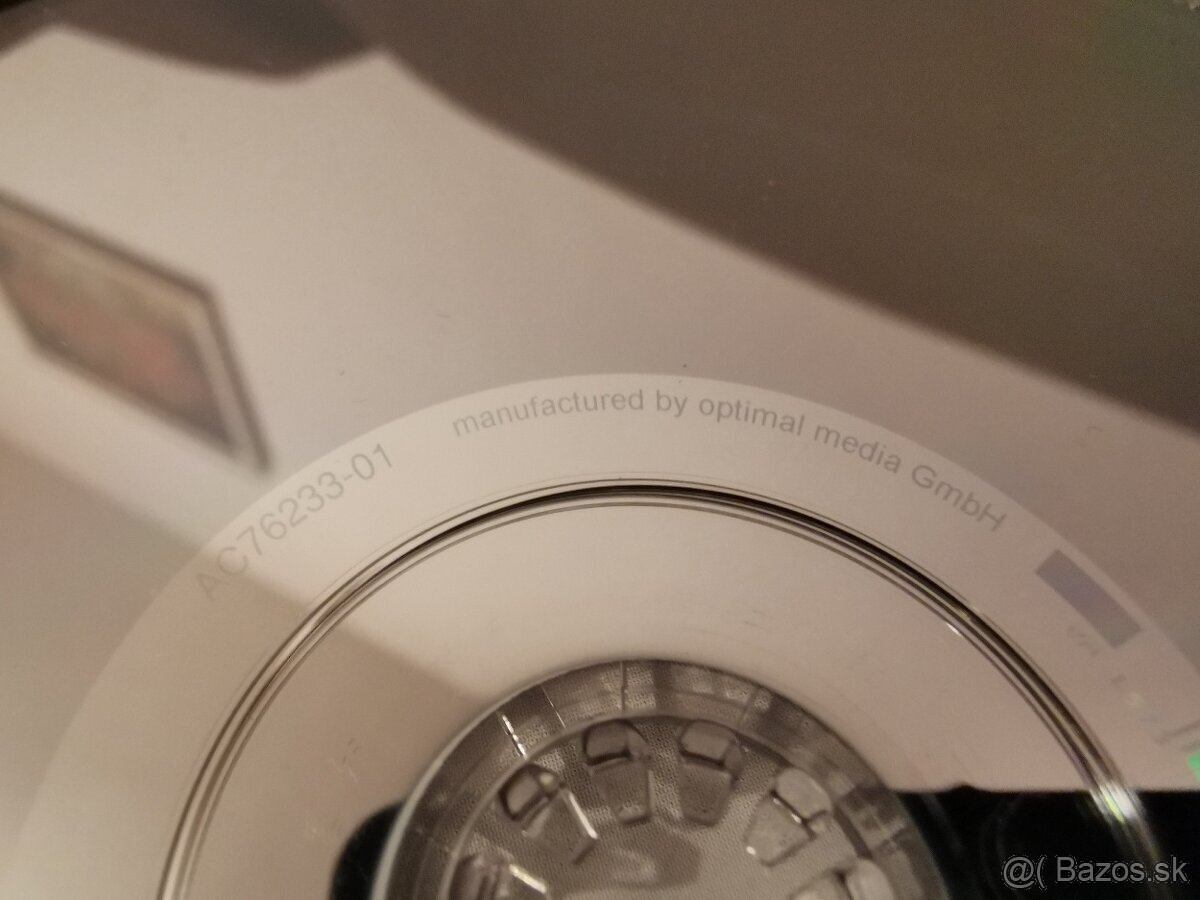 AC76233-01
manufactured by optimal media GmbH
@( Bazos.sk